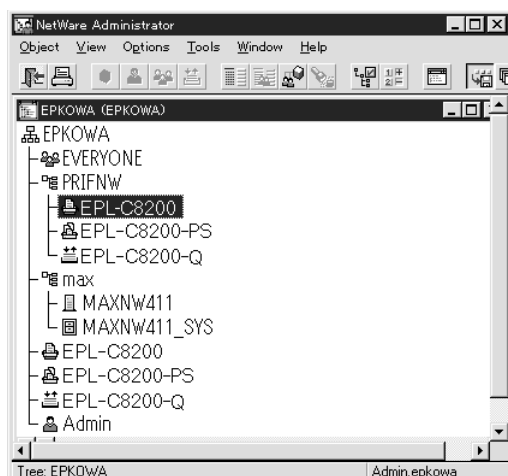 NetWare Administrator
Object View Options Tools Window Help
EPKOWA (EPKOWA)
EPKOWA
EVERYONE
PRIFNW
EPL-C8200
EPL-C8200-PS
EPL-C8200-Q
max
MAXNW411
MAXNW411_SYS
EPL-C8200
EPL-C8200-PS
EPL-C8200-Q
Admin
Tree: EPKOWA Admin.epkowa